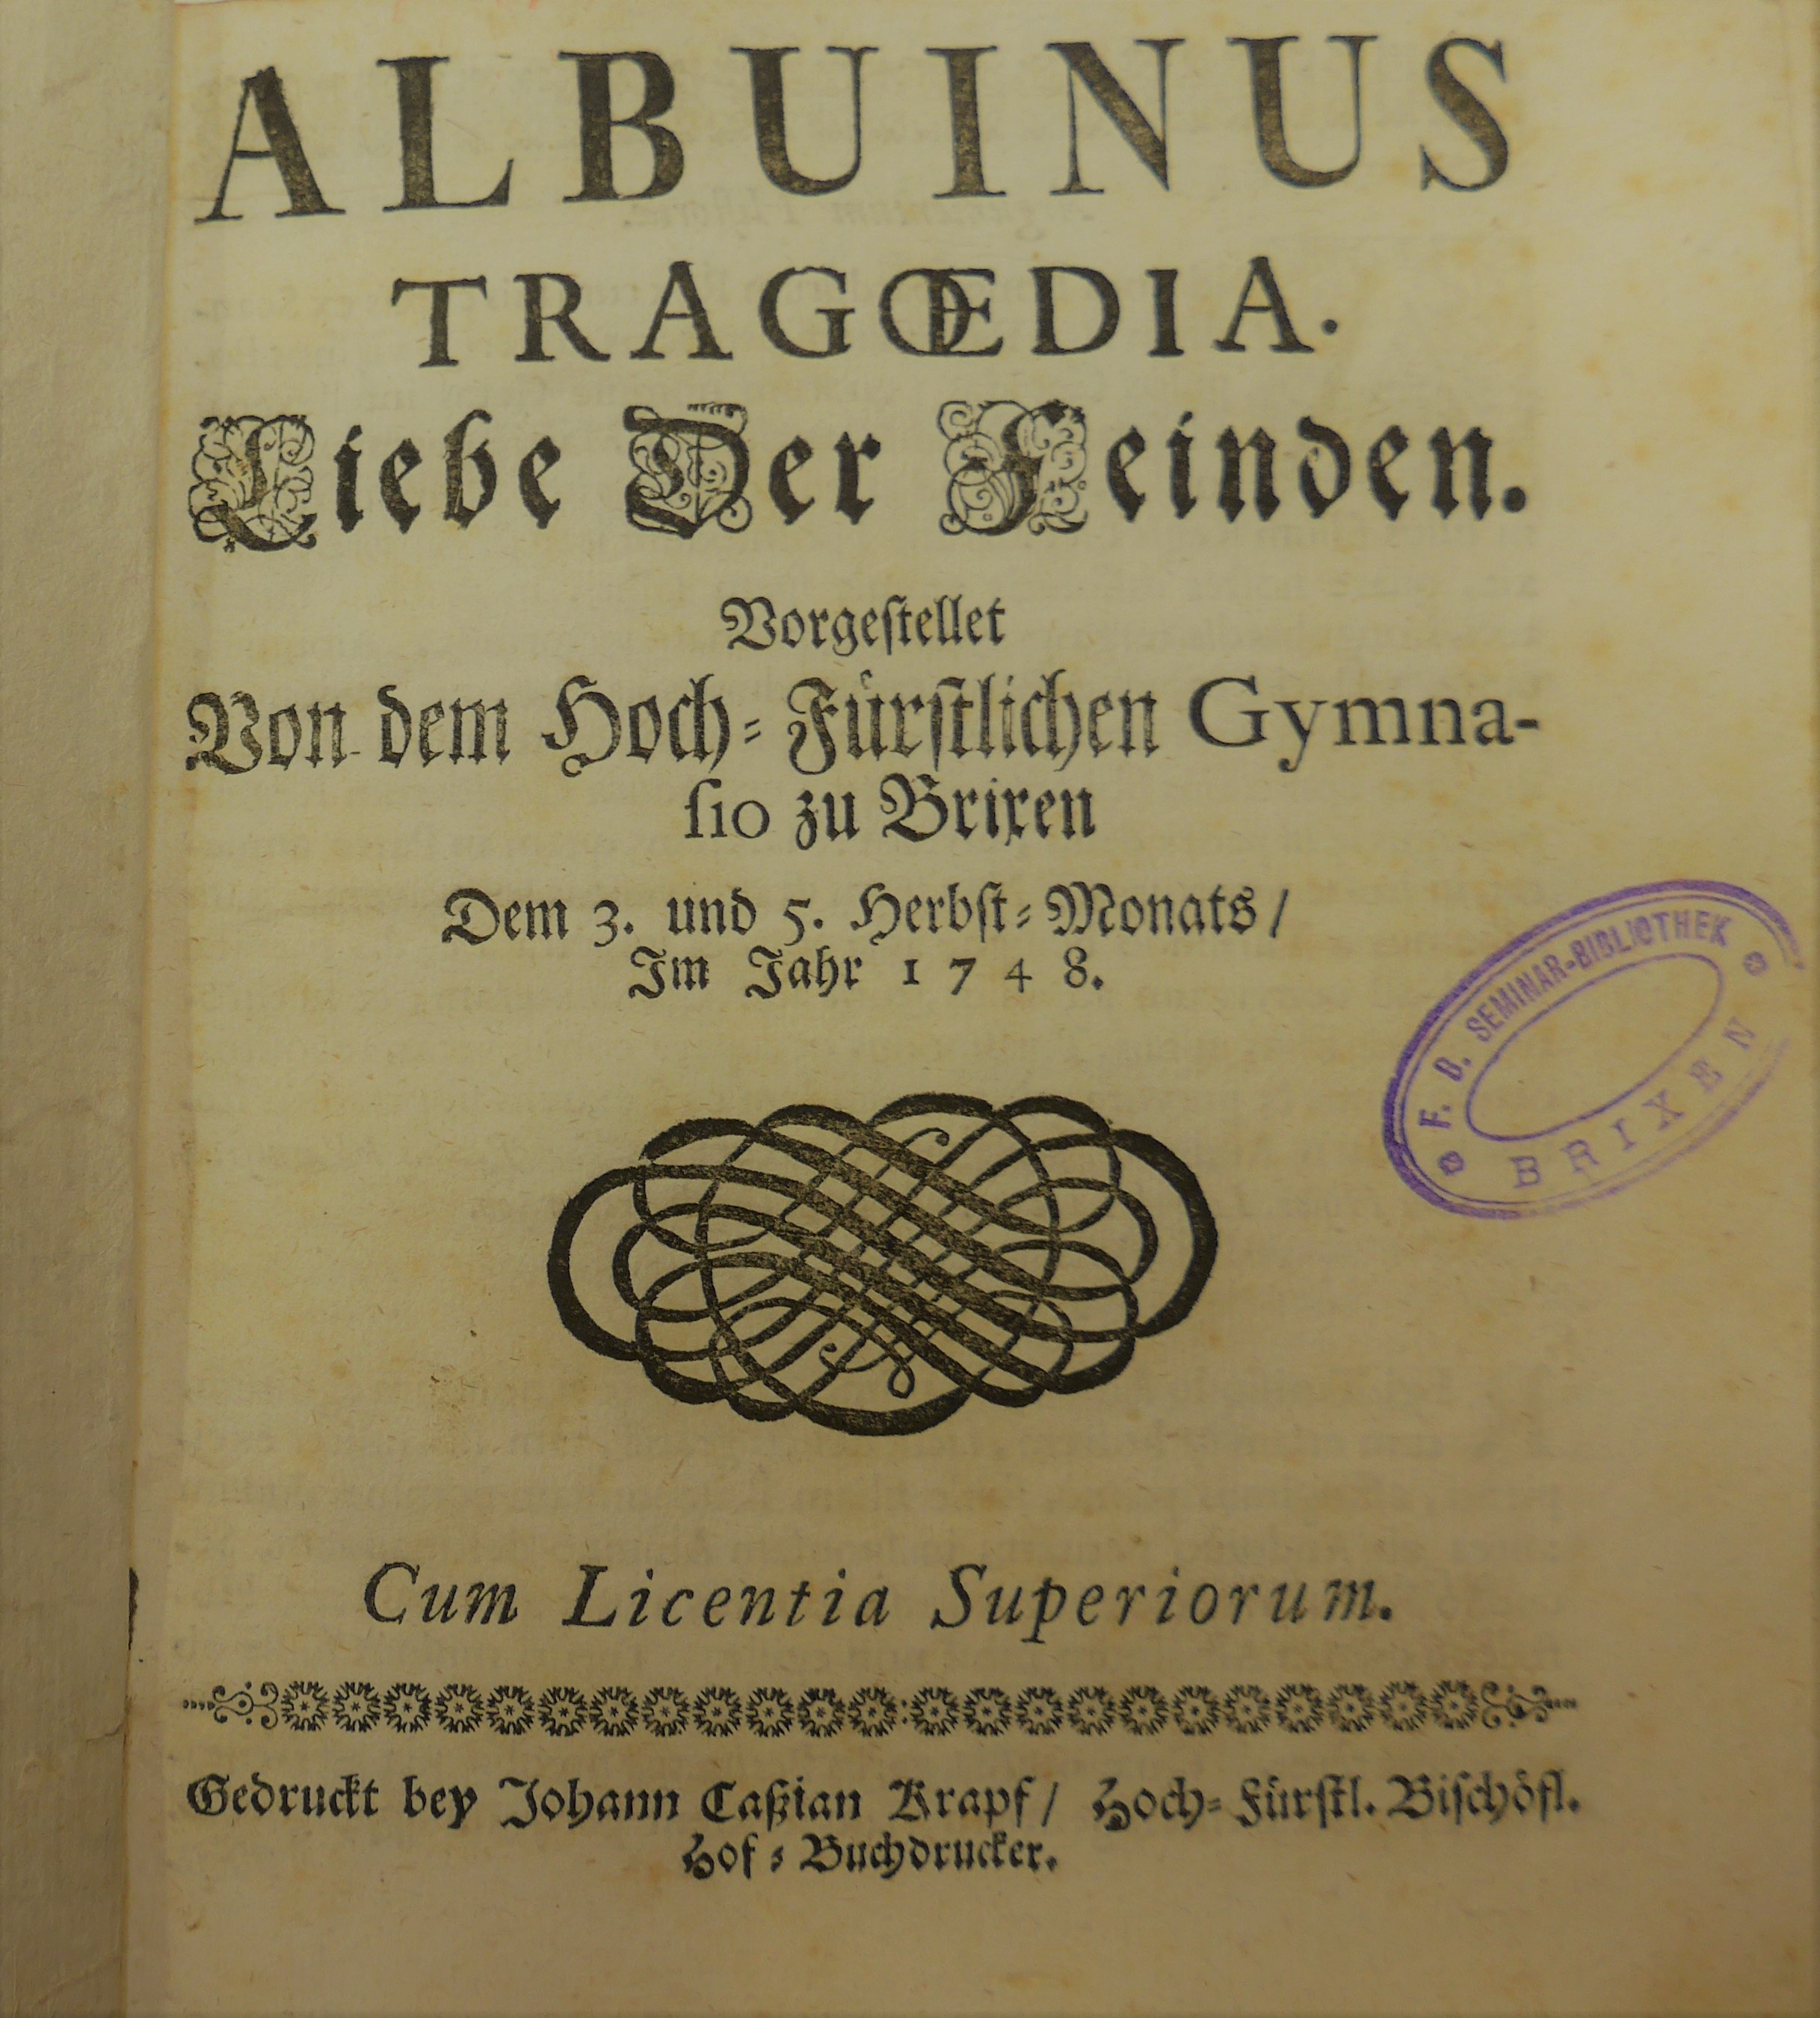 ALBUINUS
TRAGŒDIA.
Liebe Der Feinden.
Vorgeſtellet
Von dem Hoch-Fürſtlichen Gymna-
ſio zu Brixen
Dem 3. und 5. Herbſt-Monats/
Im Jahr 1748.
F. B. SEMINAR-BIBLIOTHEK
BRIXEN
Cum Licentia Superiorum.
Gedruckt bey Johann Caßian Krapf/ Hoch-Fürſtl. Biſchöfl.
Hof-Buchdrucker.